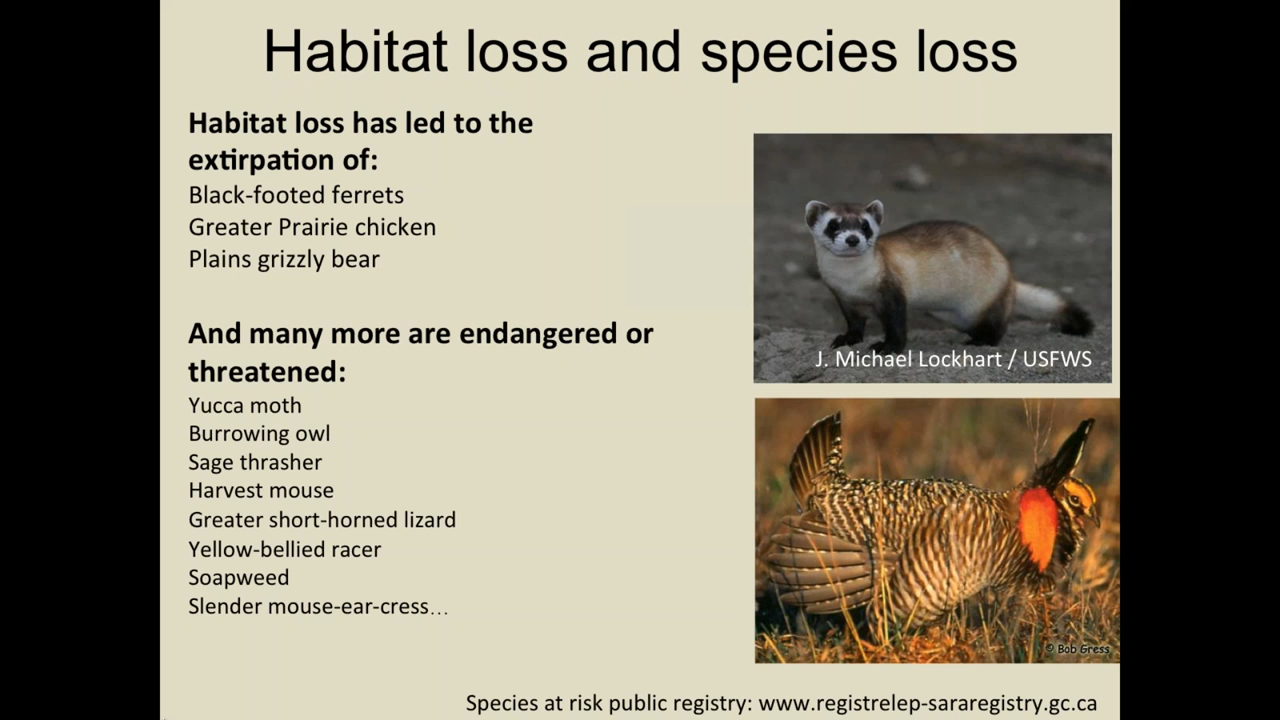 Habitat loss and species loss
Habitat loss has led to the
extirpation of:
Black-footed ferrets
Greater Prairie chicken
Plains grizzly bear
And many more are endangered or
threatened:
Yucca moth
Burrowing owl
Sage thrasher
Harvest mouse
Greater short-horned lizard
Yellow-bellied racer
Soapweed
Slender mouse-ear-cress…
J. Michael Lockhart / USFWS
© Bob Gress
Species at risk public registry: www.registrelep-sararegistry.gc.ca